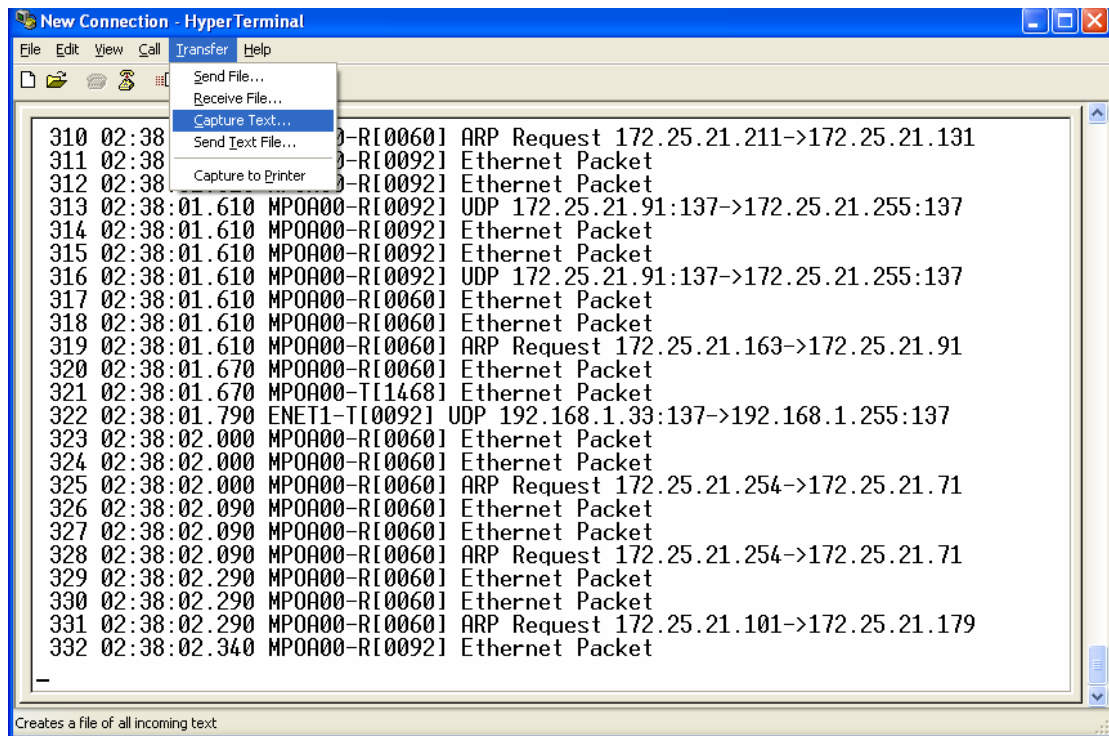 New Connection - HyperTerminal
File Edit View Call Transfer Help
Send File...
Receive File...
Capture Text...
Send Text File...
Capture to Printer
310 02:38 -R[0060] ARP Request 172.25.21.211->172.25.21.131
311 02:38 -R[0092] Ethernet Packet
312 02:38 -R[0092] Ethernet Packet
313 02:38:01.610 MPOA00-R[0092] UDP 172.25.21.91:137->172.25.21.255:137
314 02:38:01.610 MPOA00-R[0092] Ethernet Packet
315 02:38:01.610 MPOA00-R[0092] Ethernet Packet
316 02:38:01.610 MPOA00-R[0092] UDP 172.25.21.91:137->172.25.21.255:137
317 02:38:01.610 MPOA00-R[0060] Ethernet Packet
318 02:38:01.610 MPOA00-R[0060] Ethernet Packet
319 02:38:01.610 MPOA00-R[0060] ARP Request 172.25.21.163->172.25.21.91
320 02:38:01.670 MPOA00-R[0060] Ethernet Packet
321 02:38:01.670 MPOA00-T[1468] Ethernet Packet
322 02:38:01.790 ENET1-T[0092] UDP 192.168.1.33:137->192.168.1.255:137
323 02:38:02.000 MPOA00-R[0060] Ethernet Packet
324 02:38:02.000 MPOA00-R[0060] Ethernet Packet
325 02:38:02.000 MPOA00-R[0060] ARP Request 172.25.21.254->172.25.21.71
326 02:38:02.090 MPOA00-R[0060] Ethernet Packet
327 02:38:02.090 MPOA00-R[0060] Ethernet Packet
328 02:38:02.090 MPOA00-R[0060] ARP Request 172.25.21.254->172.25.21.71
329 02:38:02.290 MPOA00-R[0060] Ethernet Packet
330 02:38:02.290 MPOA00-R[0060] Ethernet Packet
331 02:38:02.290 MPOA00-R[0060] ARP Request 172.25.21.101->172.25.21.179
332 02:38:02.340 MPOA00-R[0092] Ethernet Packet
Creates a file of all incoming text